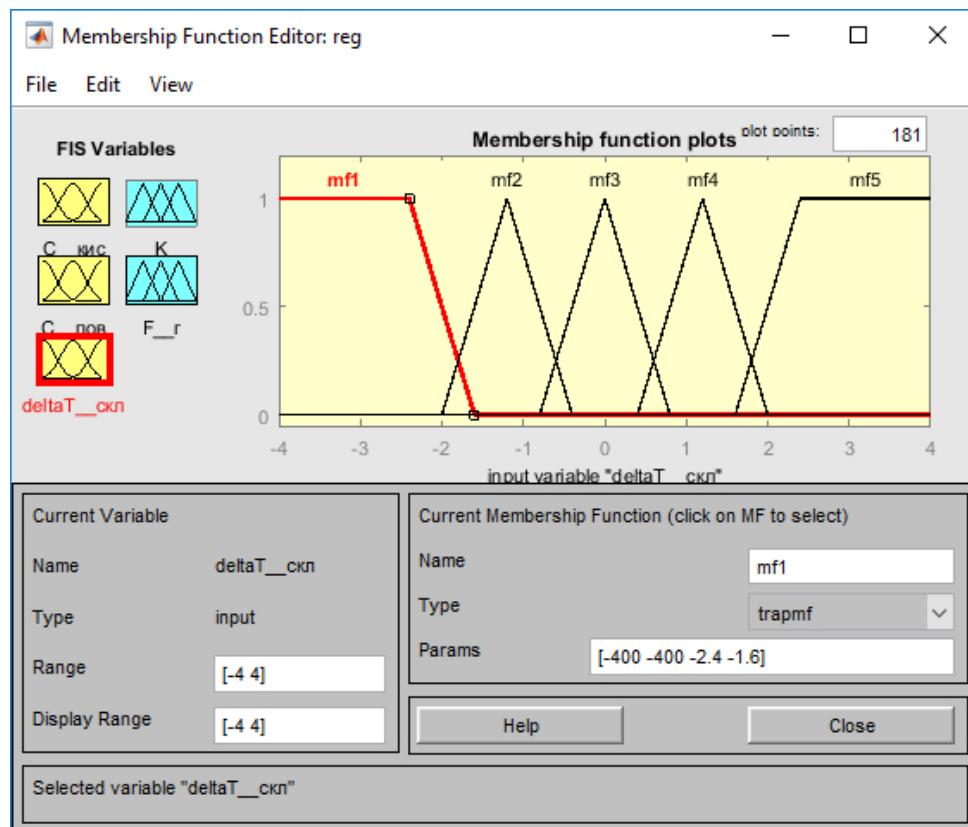 Membership Function Editor: reg
File Edit View
FIS Variables
Membership function plots
plot points:
181
C__кис
K
C__пов
F__г
deltaT__скл
mf1
mf2
mf3
mf4
mf5
1
0.5
0
-4 -3 -2 -1 0 1 2 3 4
input variable "deltaT__скл"
Current Variable
Name deltaT__скл
Type input
Range [-4 4]
Display Range [-4 4]
Current Membership Function (click on MF to select)
Name mf1
Type trapmf
Params [-400 -400 -2.4 -1.6]
Help Close
Selected variable "deltaT__скл"